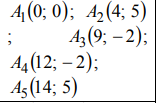 A₁(0; 0);  A₂(4; 5)
;  A₃(9; −2);
A₄(12; −2);
A₅(14; 5)